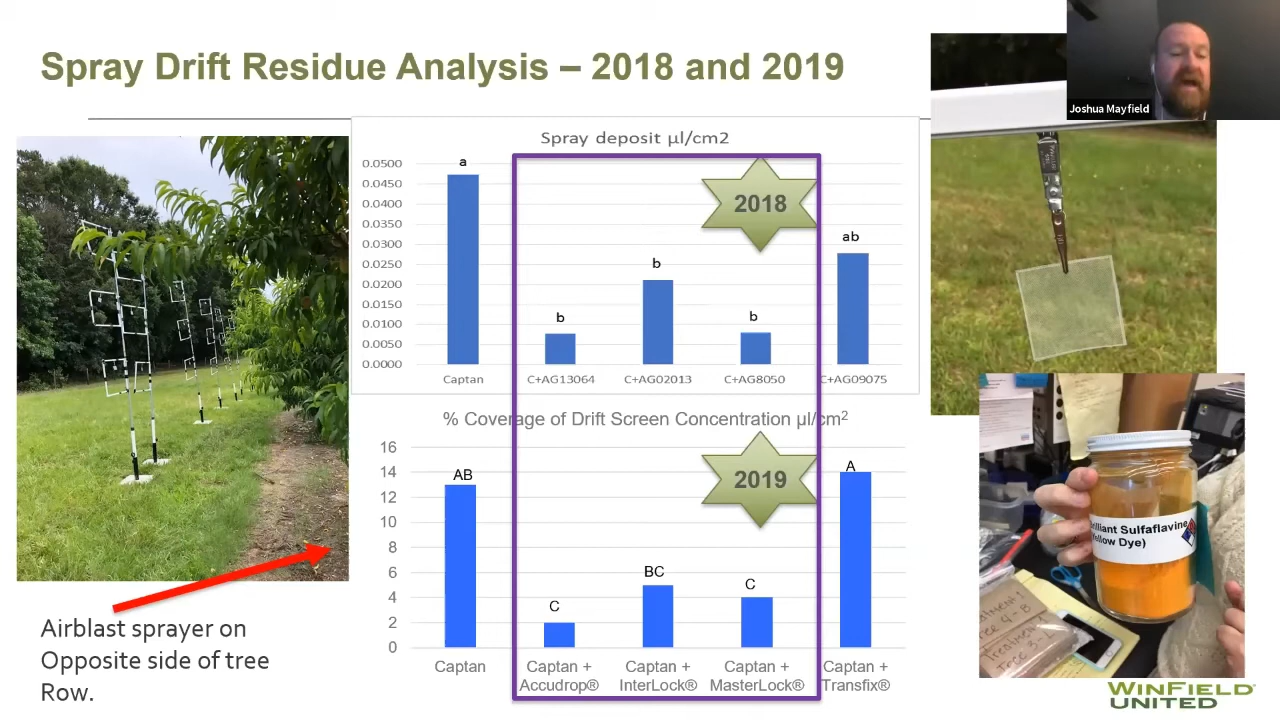 Spray Drift Residue Analysis – 2018 and 2019
Joshua Mayfield
Spray deposit µl/cm2
0.0500
0.0450
0.0400
0.0350
0.0300
0.0250
0.0200
0.0150
0.0100
0.0050
0.0000
a
b
b
b
ab
2018
Captan
C+AG13064
C+AG02013
C+AG8050
C+AG09075
% Coverage of Drift Screen Concentration µl/cm²
16
14
12
10
8
6
4
2
0
AB
C
BC
C
A
2019
Captan
Captan +
Accudrop®
Captan +
InterLock®
Captan +
MasterLock®
Captan +
Transfix®
Airblast sprayer on
Opposite side of tree
Row.
rilliant Sulfaflavine
Yellow Dye)
WINFIELD®
UNITED